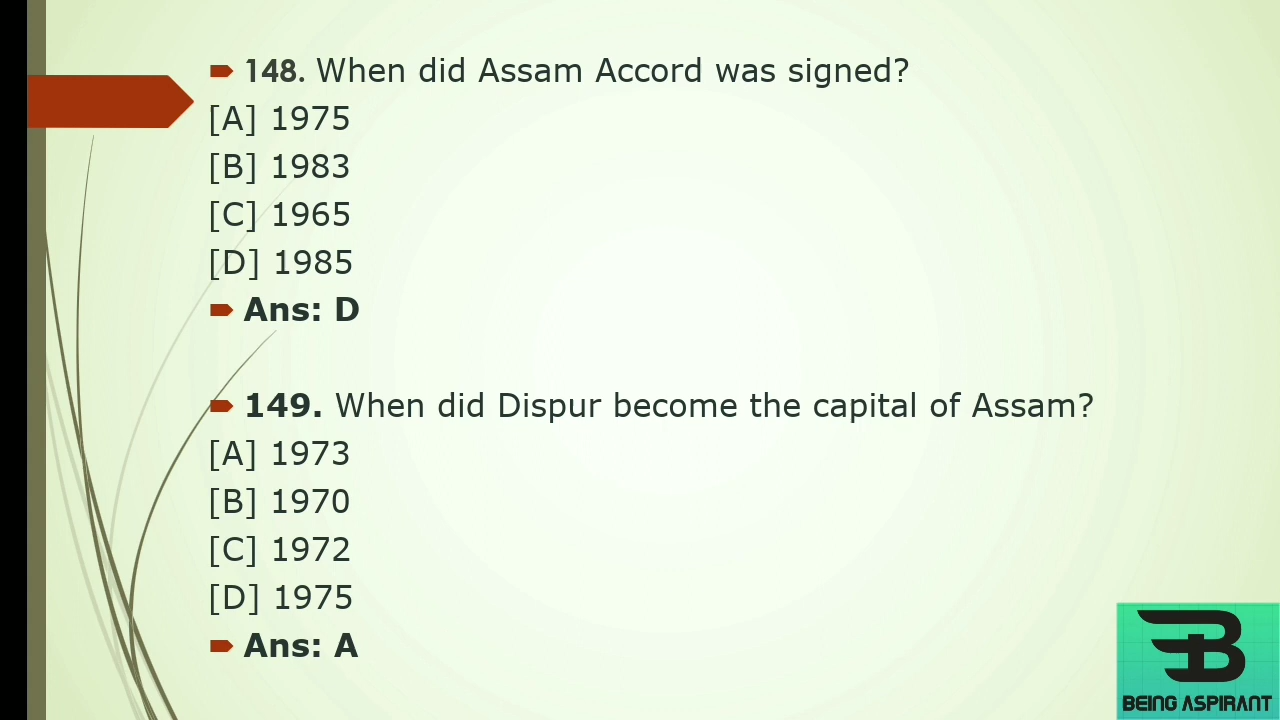 148. When did Assam Accord was signed?
[A] 1975
[B] 1983
[C] 1965
[D] 1985
Ans: D
149. When did Dispur become the capital of Assam?
[A] 1973
[B] 1970
[C] 1972
[D] 1975
Ans: A
BEING ASPIRANT